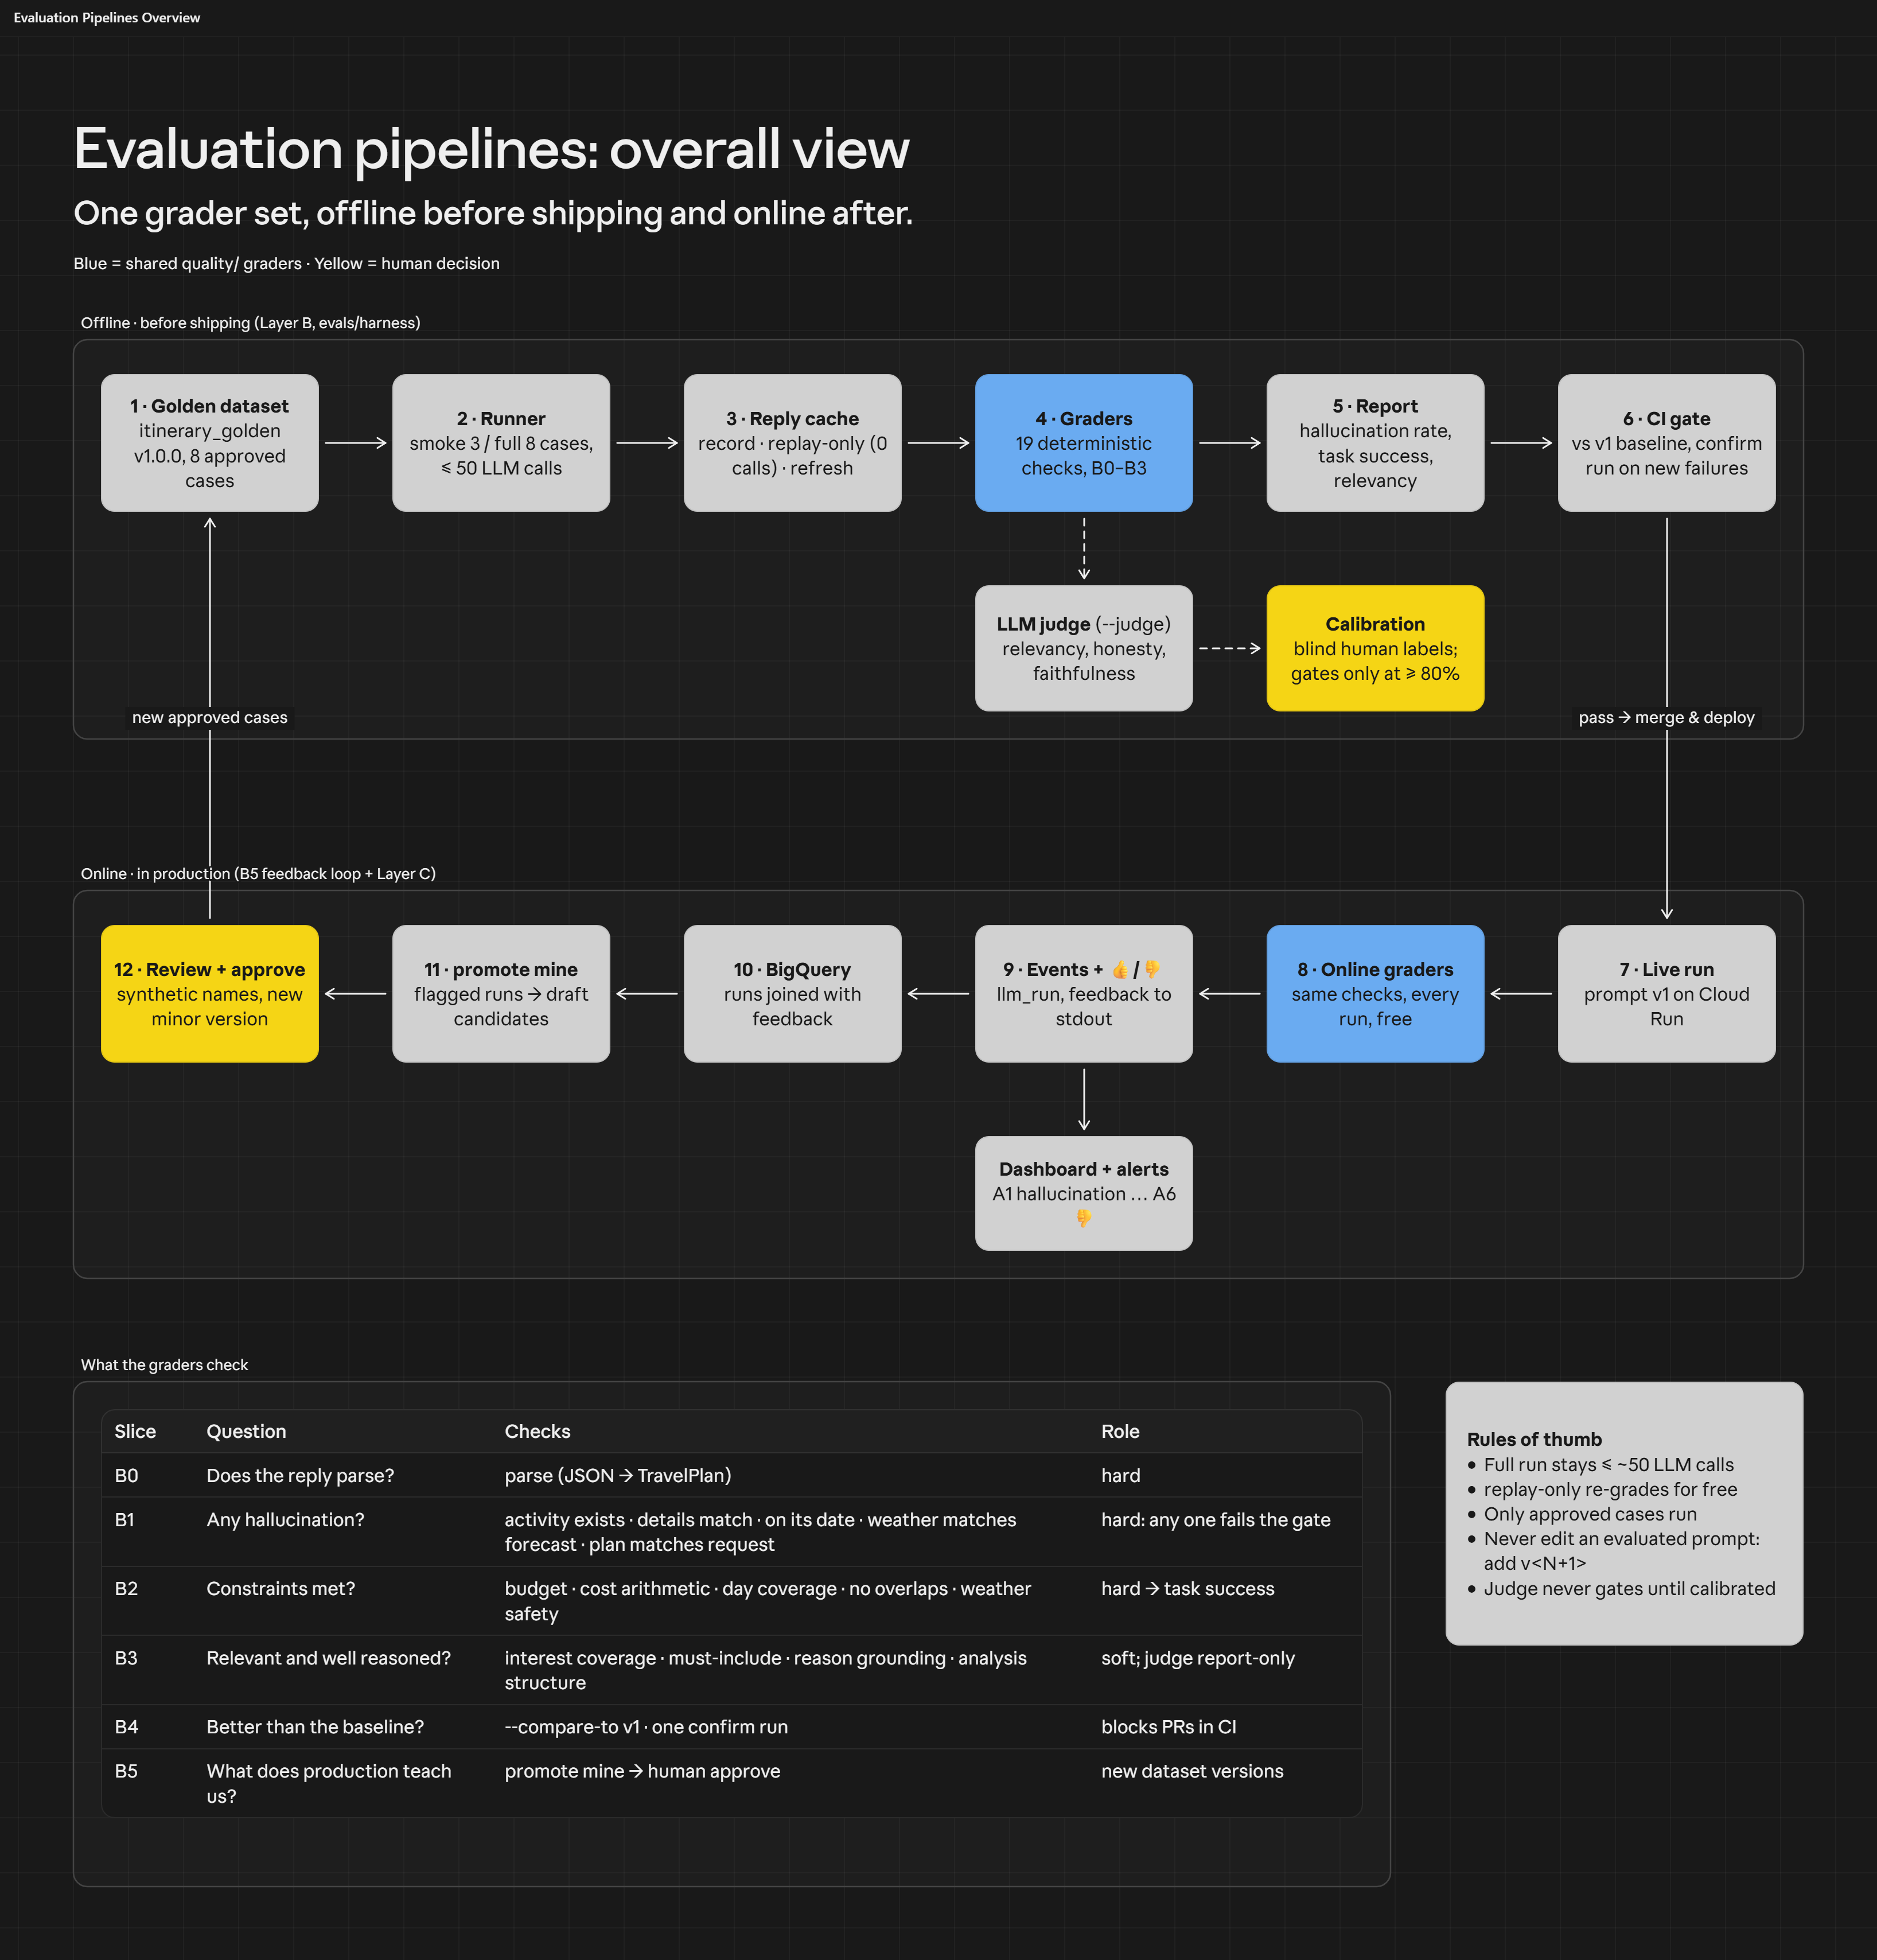 Evaluation Pipelines Overview
Evaluation pipelines: overall view
One grader set, offline before shipping and online after.
Blue = shared quality/ graders · Yellow = human decision
Offline · before shipping (Layer B, evals/harness)
1 · Golden dataset
itinerary_golden
v1.0.0, 8 approved
cases
2 · Runner
smoke 3 / full 8 cases,
≤ 50 LLM calls
3 · Reply cache
record · replay-only (0
calls) · refresh
4 · Graders
19 deterministic
checks, B0–B3
5 · Report
hallucination rate,
task success,
relevancy
6 · CI gate
vs v1 baseline, confirm
run on new failures
LLM judge (--judge)
relevancy, honesty,
faithfulness
Calibration
blind human labels;
gates only at ≥ 80%
new approved cases
pass → merge & deploy
Online · in production (B5 feedback loop + Layer C)
12 · Review + approve
synthetic names, new
minor version
11 · promote mine
flagged runs → draft
candidates
10 · BigQuery
runs joined with
feedback
9 · Events + 👍/👎
llm_run, feedback to
stdout
8 · Online graders
same checks, every
run, free
7 · Live run
prompt v1 on Cloud
Run
Dashboard + alerts
A1 hallucination … A6
👎
What the graders check
Slice Question Checks Role
B0 Does the reply parse? parse (JSON → TravelPlan) hard
B1 Any hallucination? activity exists · details match · on its date · weather matches hard: any one fails the gate
forecast · plan matches request
B2 Constraints met? budget · cost arithmetic · day coverage · no overlaps · weather hard → task success
safety
B3 Relevant and well reasoned? interest coverage · must-include · reason grounding · analysis soft; judge report-only
structure
B4 Better than the baseline? --compare-to v1 · one confirm run blocks PRs in CI
B5 What does production teach promote mine → human approve new dataset versions
us?
Rules of thumb
● Full run stays ≤ ~50 LLM calls
● replay-only re-grades for free
● Only approved cases run
● Never edit an evaluated prompt:
add v<N+1>
● Judge never gates until calibrated